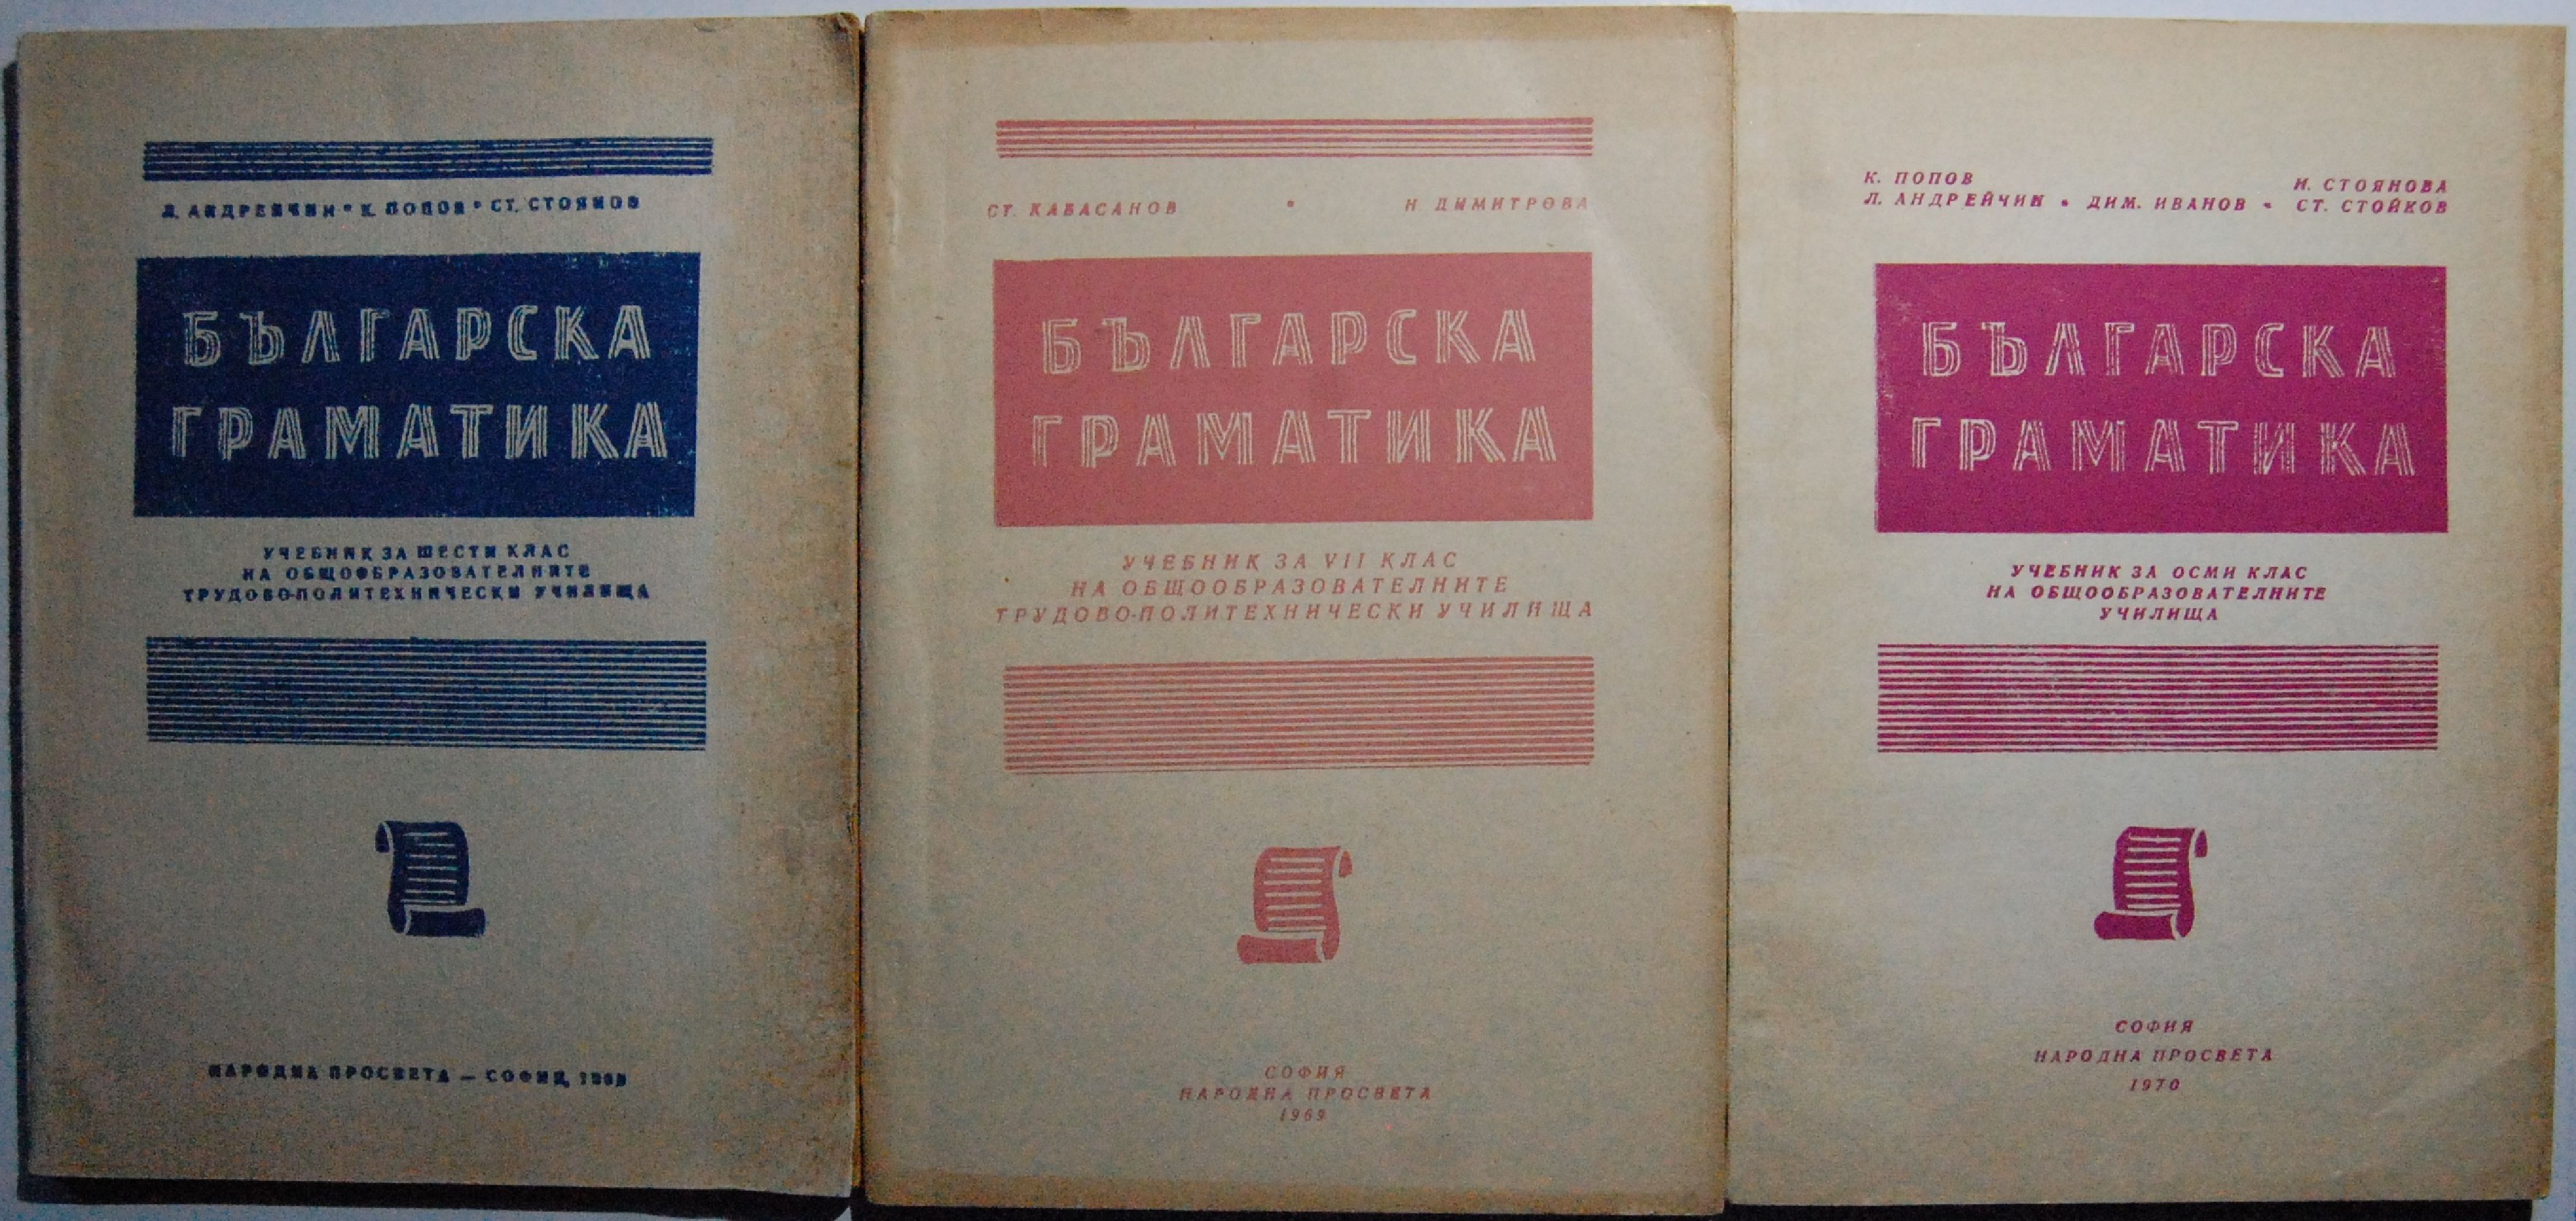 Л. АНДРЕЙЧИН • К. ПОПОВ • СТ. СТОЯНОВ
БЪЛГАРСКА
ГРАМАТИКА
УЧЕБНИК ЗА ШЕСТИ КЛАС
НА ОБЩООБРАЗОВАТЕЛНИТЕ
ТРУДОВО-ПОЛИТЕХНИЧЕСКИ УЧИЛИЩА
НАРОДНА ПРОСВЕТА — СОФИЯ,
СТ. КАБАСАНОВ • Н ДИМИТРОВА
БЪЛГАРСКА
ГРАМАТИКА
УЧЕБНИК ЗА VII КЛАС
НА ОБЩООБРАЗОВАТЕЛНИТЕ
ТРУДОВО-ПОЛИТЕХНИЧЕСКИ УЧИЛИЩА
СОФИЯ
НАРОДНА ПРОСВЕТА
1969
К. ПОПОВ И. СТОЯНОВА
Л. АНДРЕЙЧИН • ДИМ. ИВАНОВ • СТ. СТОЙКОВ
БЪЛГАРСКА
ГРАМАТИКА
УЧЕБНИК ЗА ОСМИ КЛАС
НА ОБЩООБРАЗОВАТЕЛНИТЕ
УЧИЛИЩА
СОФИЯ
НАРОДНА ПРОСВЕТА
1970